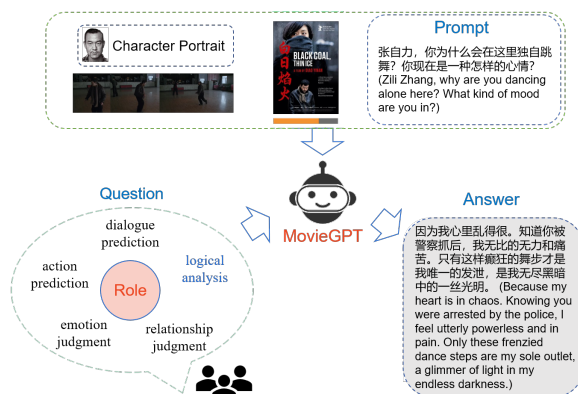 Character Portrait
白日焰火
BLACK COAL,
THIN ICE
Prompt
张自力，你为什么会在这里独自跳
舞？你现在是一种怎样的心情？
(Zili Zhang, why are you dancing
alone here? What kind of mood
are you in?)
MovieGPT
Question
dialogue
prediction
action
prediction
logical
analysis
Role
emotion
judgment
relationship
judgment
Answer
因为我心里乱得很。知道你被
警察抓后，我无比的无力和痛
苦。只有这样癫狂的舞步才是
我唯一的发泄，是我无尽黑暗
中的一丝光明。 (Because my
heart is in chaos. Knowing you
were arrested by the police, I
feel utterly powerless and in
pain. Only these frenzied
dance steps are my sole outlet,
a glimmer of light in my
endless darkness.)